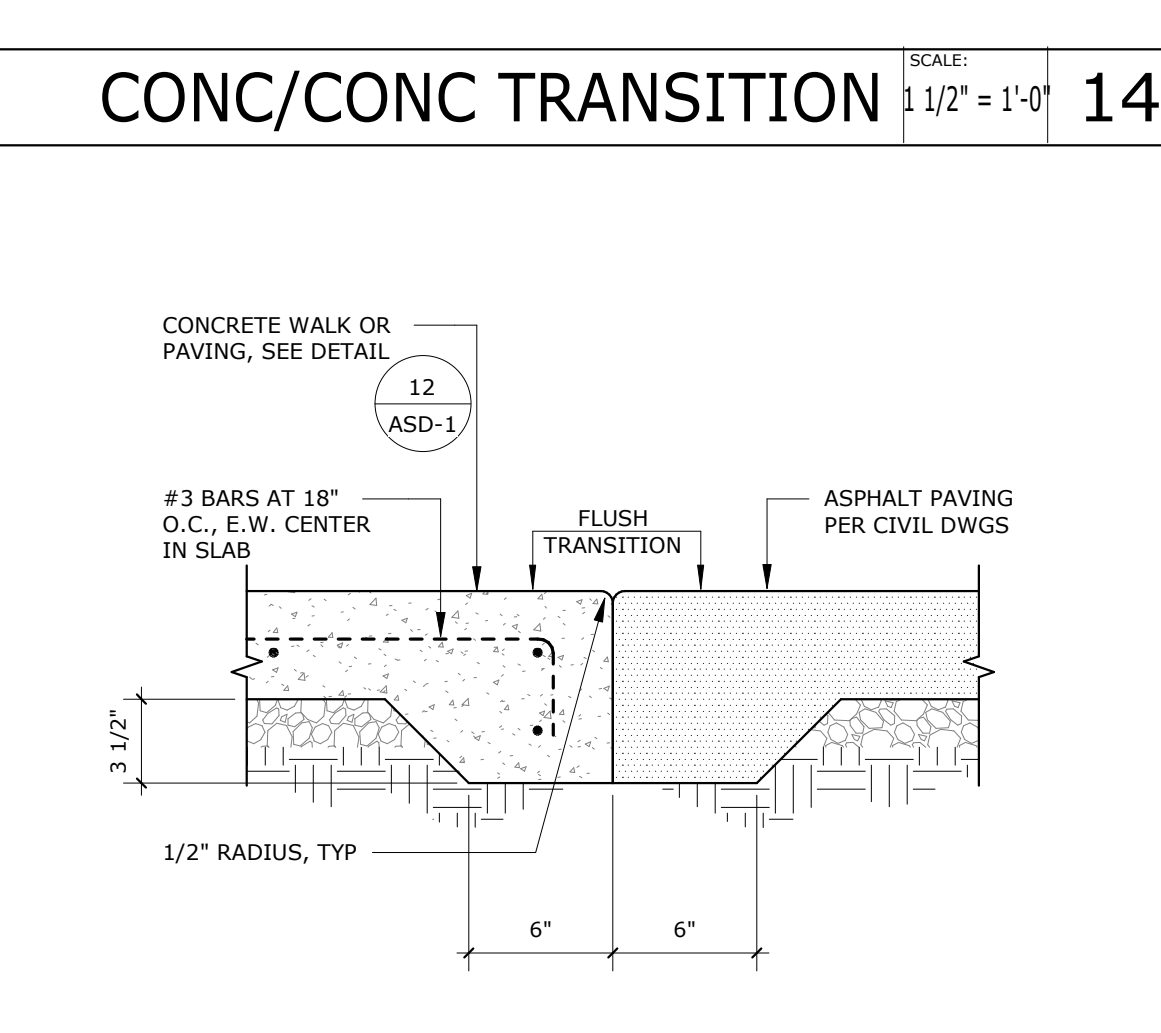 CONC/CONC TRANSITION
SCALE:
1 1/2" = 1'-0"
14
CONCRETE WALK OR
PAVING, SEE DETAIL
12
ASD-1
#3 BARS AT 18"
O.C., E.W. CENTER
IN SLAB
FLUSH
TRANSITION
ASPHALT PAVING
PER CIVIL DWGS
3 1/2"
1/2" RADIUS, TYP
6"
6"